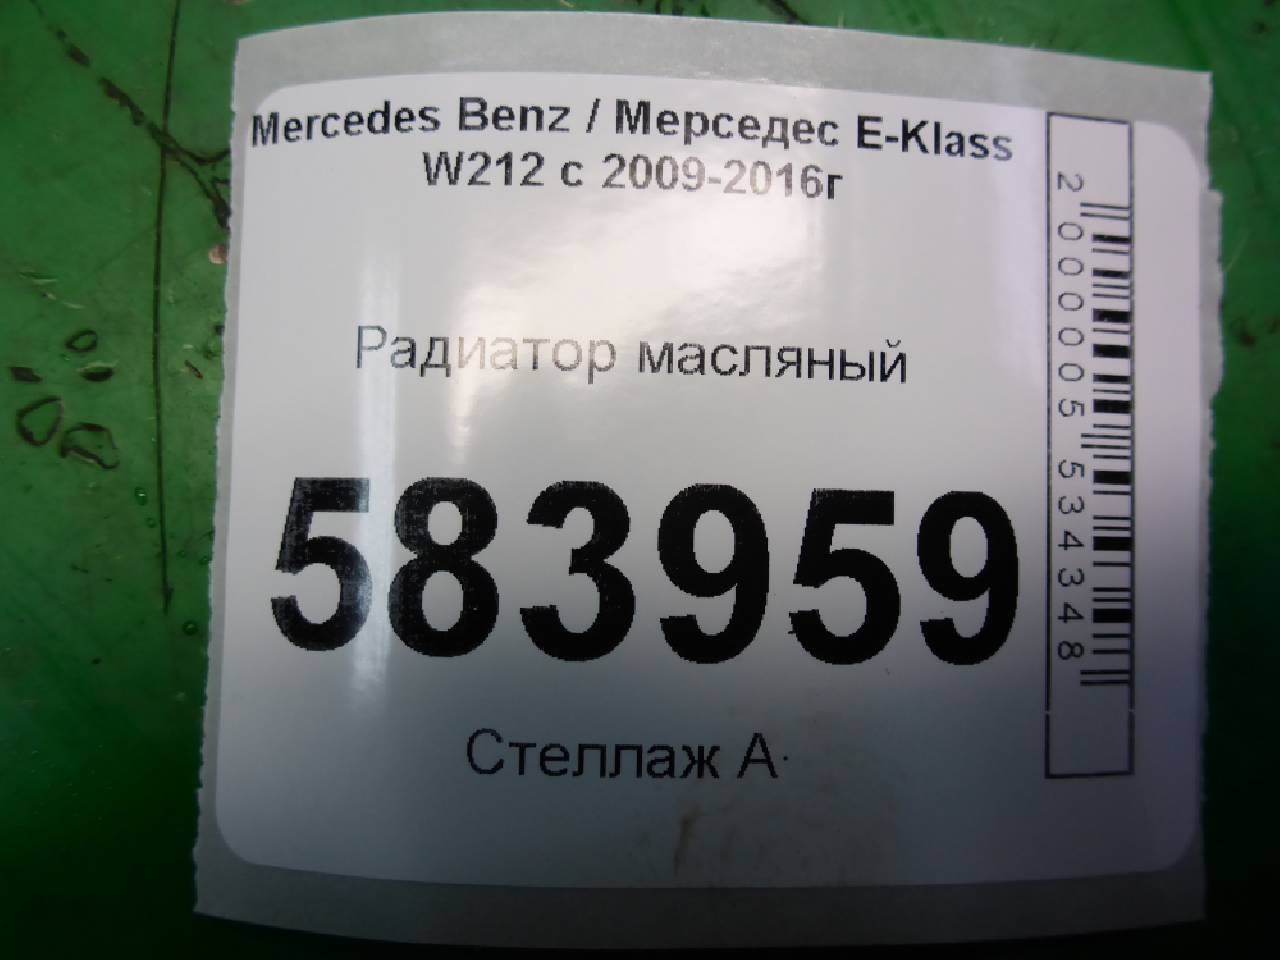 Mercedes Benz / Мерседес E-Klass
W212 с 2009-2016г
Радиатор масляный
583959
Стеллаж А
2000005534348